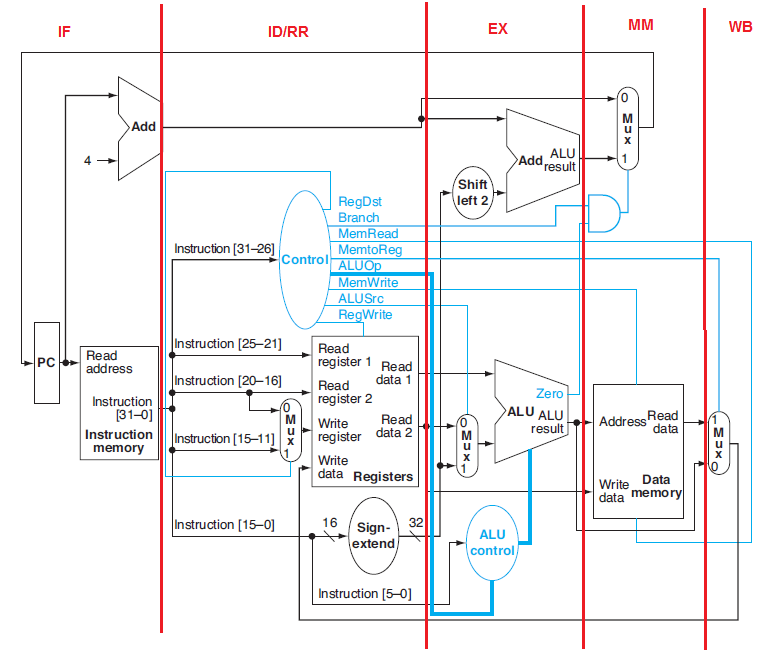 IF
ID/RR
EX
MM
WB
Add
4
0
M
u
x
1
Add
ALU
result
Shift
left 2
RegDst
Branch
MemRead
MemtoReg
ALUOp
MemWrite
ALUSrc
RegWrite
Control
Instruction [31–26]
Instruction [25–21]
Instruction [20–16]
Instruction [15–11]
Instruction [15–0]
Instruction [5–0]
PC
Read
address
Instruction
[31–0]
Instruction
memory
0
M
u
x
1
Read
register 1
Read
register 2
Write
register
Write
data
Read
data 1
Read
data 2
Registers
16
Sign-
extend
32
0
M
u
x
1
Zero
ALU
ALU
result
ALU
control
Address
Read
data
Write
data
Data
memory
1
M
u
x
0